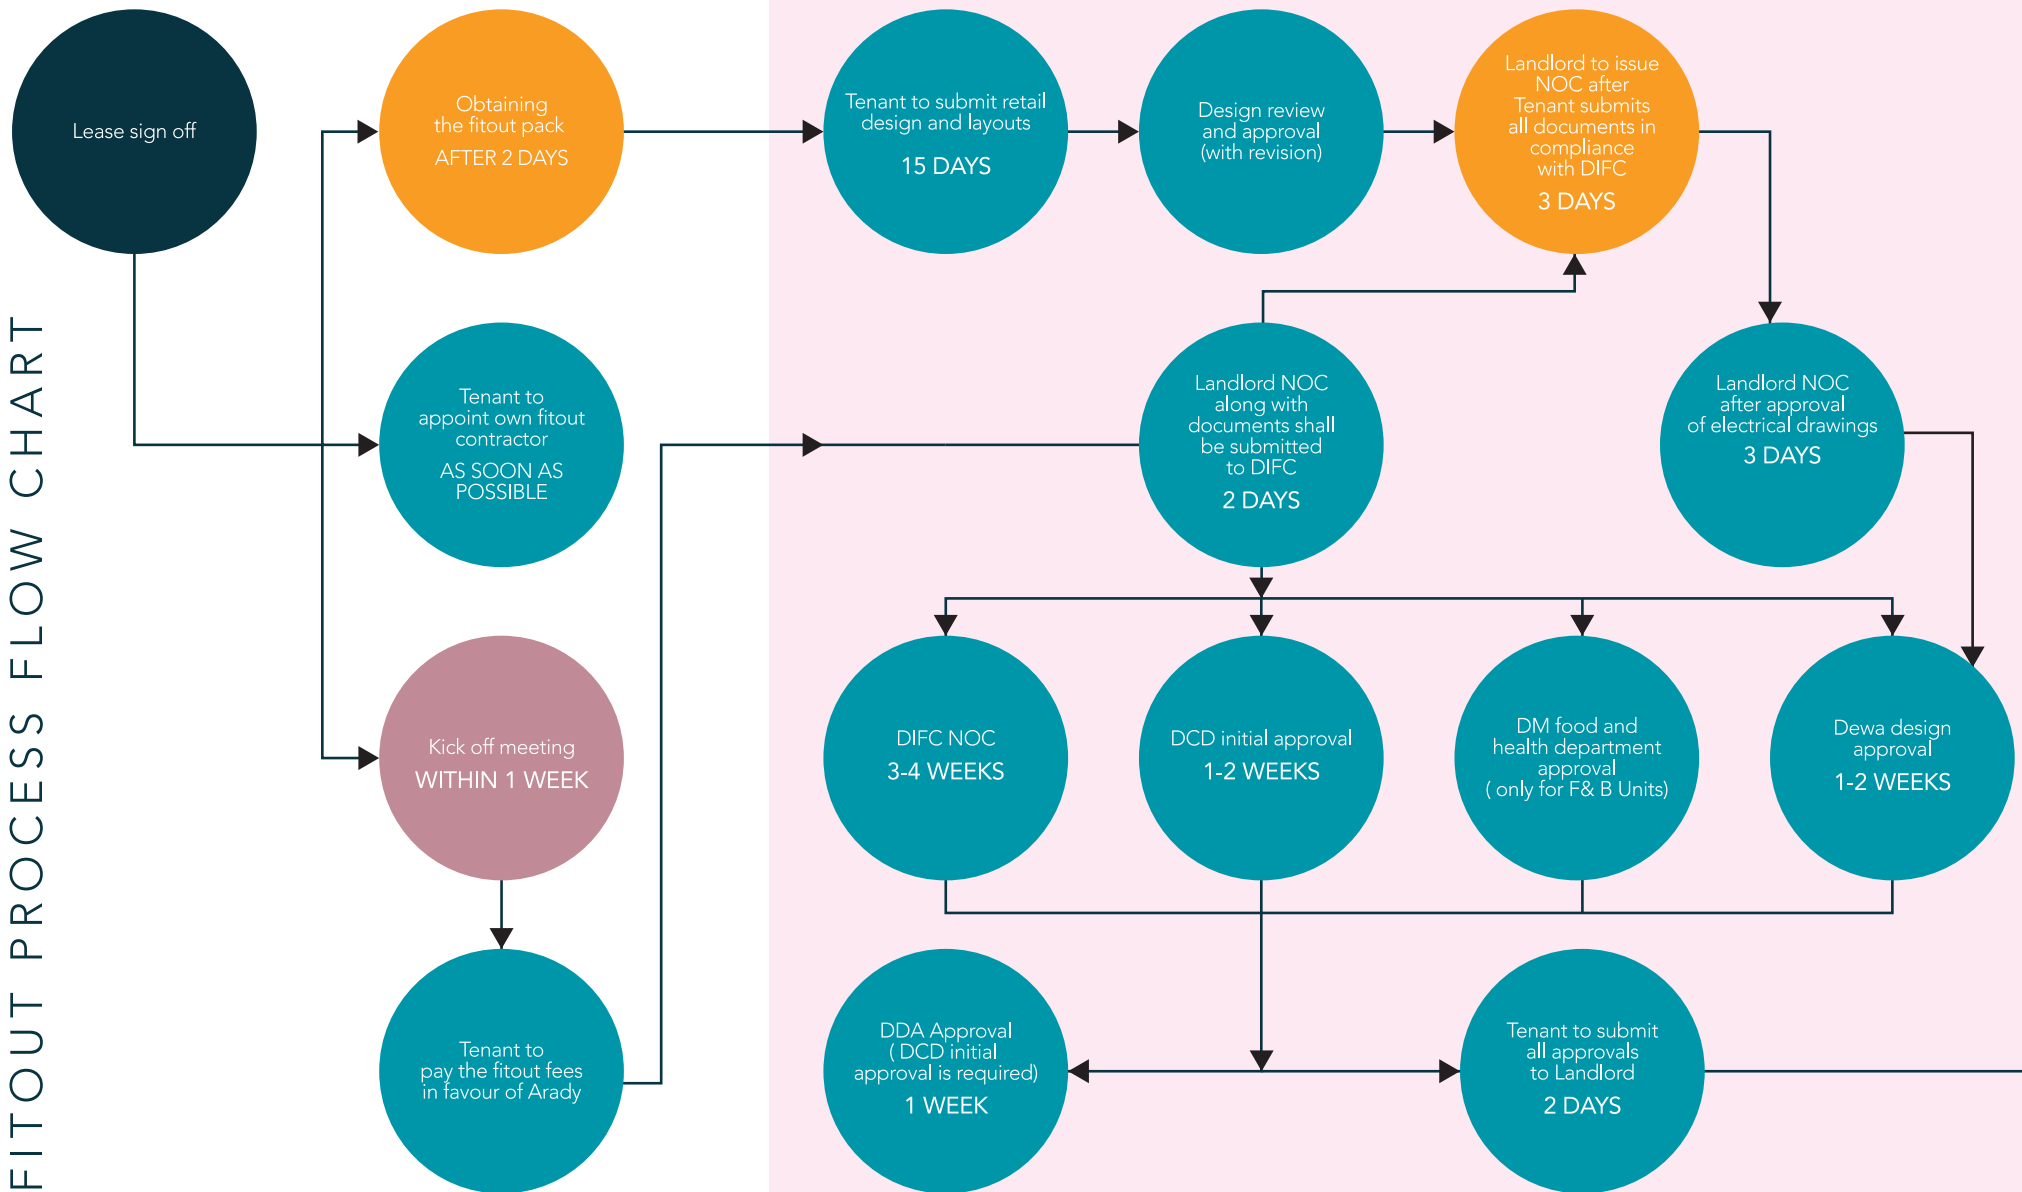 FITOUT PROCESS FLOW CHART
Lease sign off
Obtaining
the fitout pack
AFTER 2 DAYS
Tenant to submit retail
design and layouts
15 DAYS
Design review
and approval
(with revision)
Landlord to issue
NOC after
Tenant submits
all documents in
compliance
with DIFC
3 DAYS
Tenant to
appoint own fitout
contractor
AS SOON AS
POSSIBLE
Landlord NOC
along with
documents shall
be submitted
to DIFC
2 DAYS
Landlord NOC
after approval
of electrical drawings
3 DAYS
Kick off meeting
WITHIN 1 WEEK
DIFC NOC
3-4 WEEKS
DCD initial approval
1-2 WEEKS
DM food and
health department
approval
( only for F& B Units)
Dewa design
approval
1-2 WEEKS
Tenant to
pay the fitout fees
in favour of Arady
DDA Approval
( DCD initial
approval is required)
1 WEEK
Tenant to submit
all approvals
to Landlord
2 DAYS